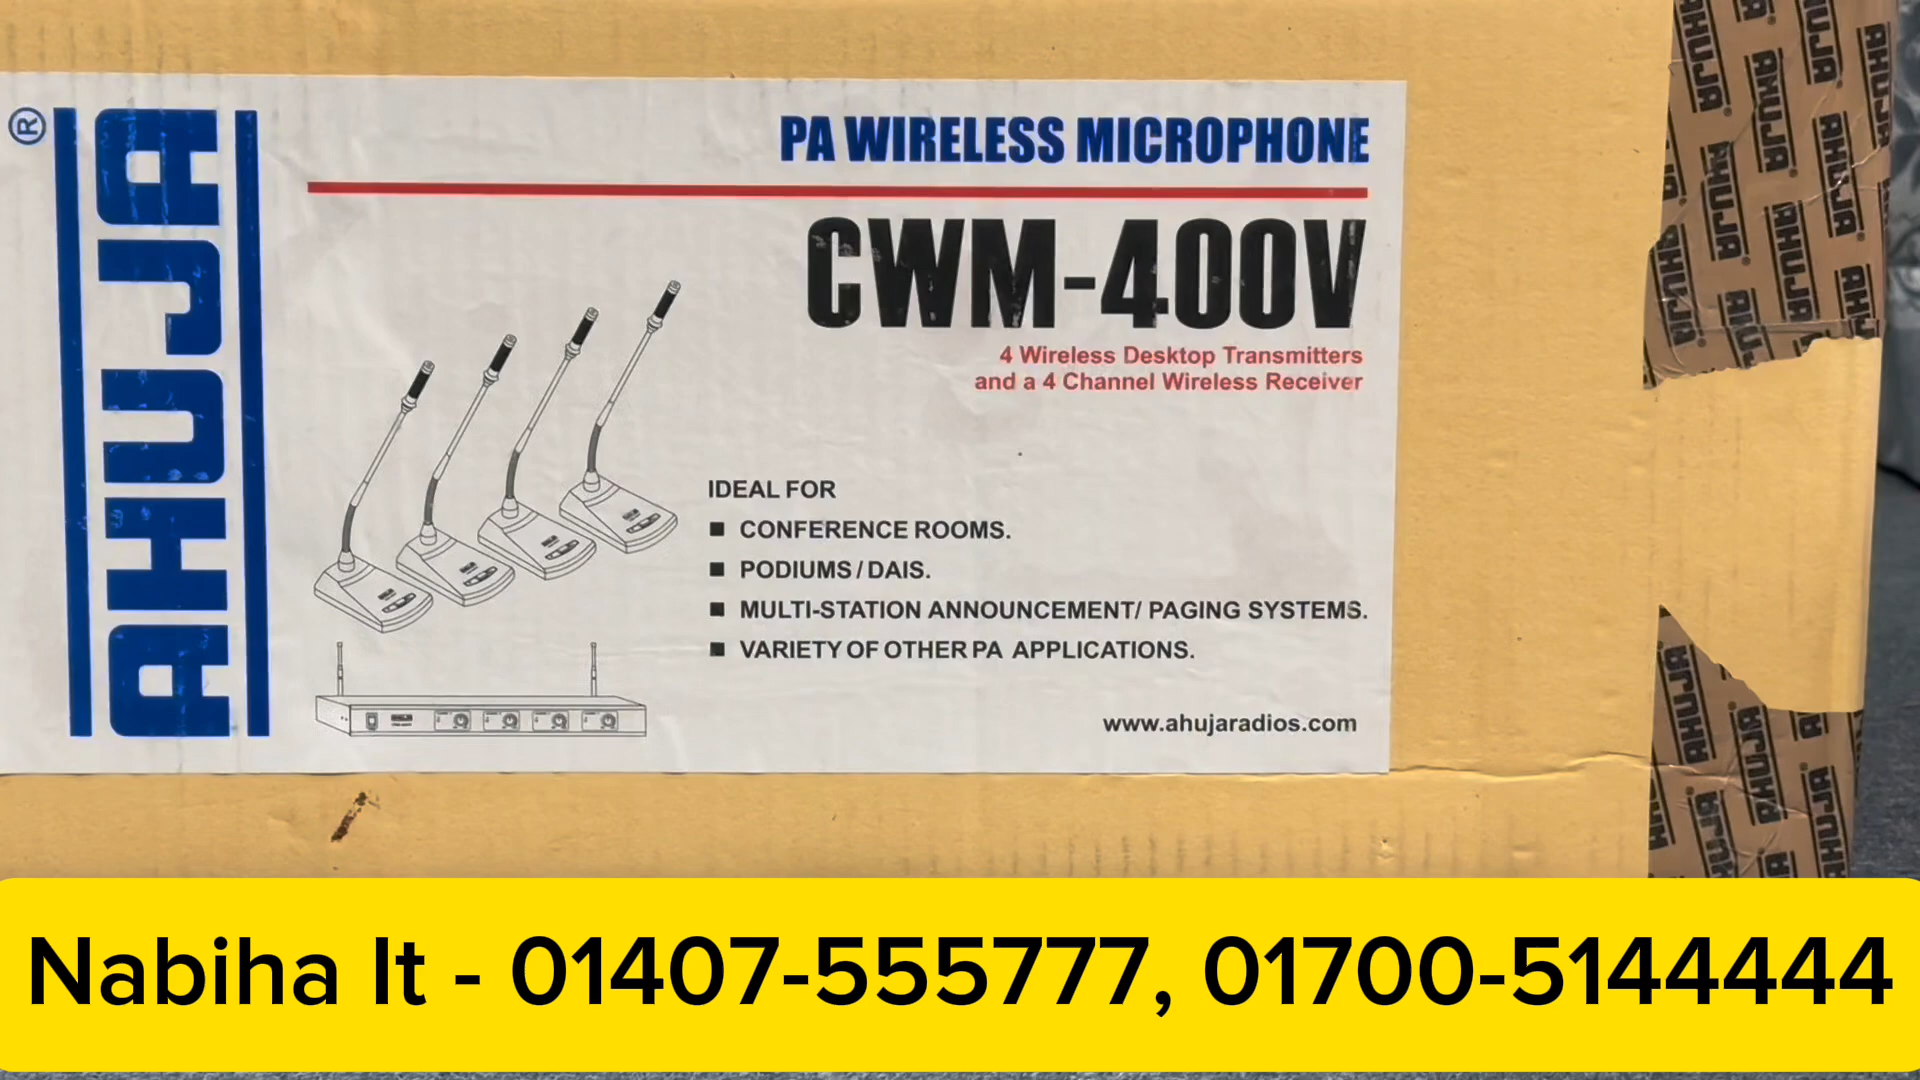 AHUJA®
PA WIRELESS MICROPHONE
CWM-400V
4 Wireless Desktop Transmitters
and a 4 Channel Wireless Receiver
IDEAL FOR
■ CONFERENCE ROOMS.
■ PODIUMS / DAIS.
■ MULTI-STATION ANNOUNCEMENT/ PAGING SYSTEMS.
■ VARIETY OF OTHER PA APPLICATIONS.
www.ahujaradios.com
Nabiha It - 01407-555777, 01700-5144444